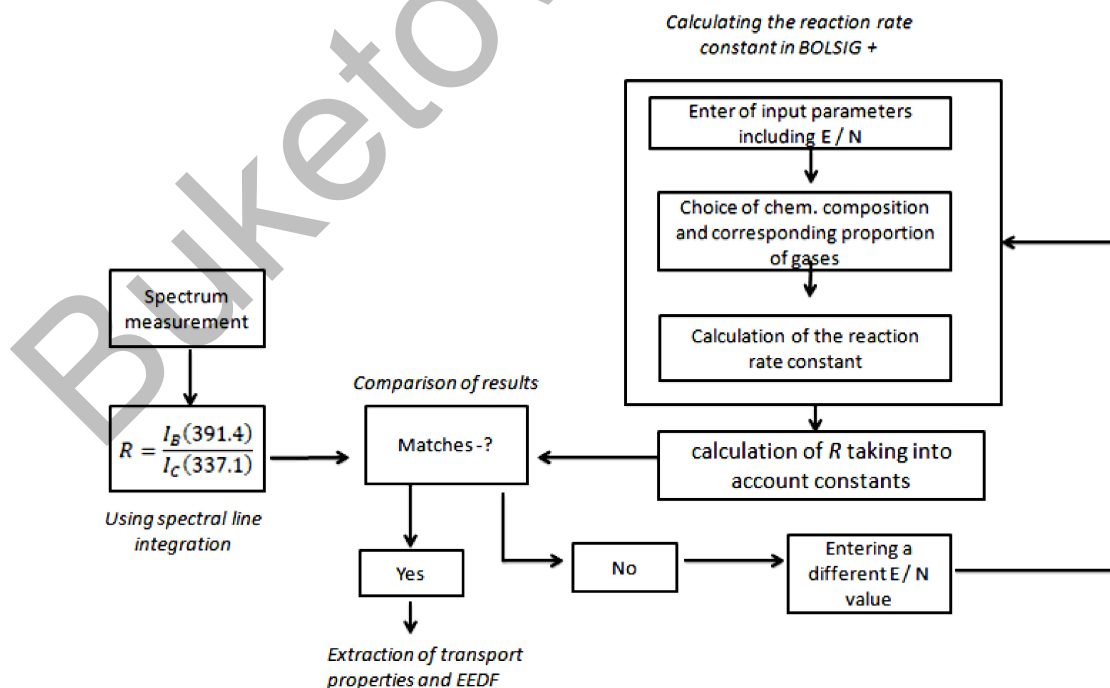 Calculating the reaction rate
constant in BOLSIG +
Enter of input parameters
including E / N
Choice of chem. composition
and corresponding proportion
of gases
Calculation of the reaction
rate constant
Spectrum
measurement
R = I_B(391.4) / I_C(337.1)
Using spectral line
integration
Comparison of results
Matches -?
calculation of R taking into
account constants
Yes
No
Entering a
different E / N
value
Extraction of transport
properties and EEDF